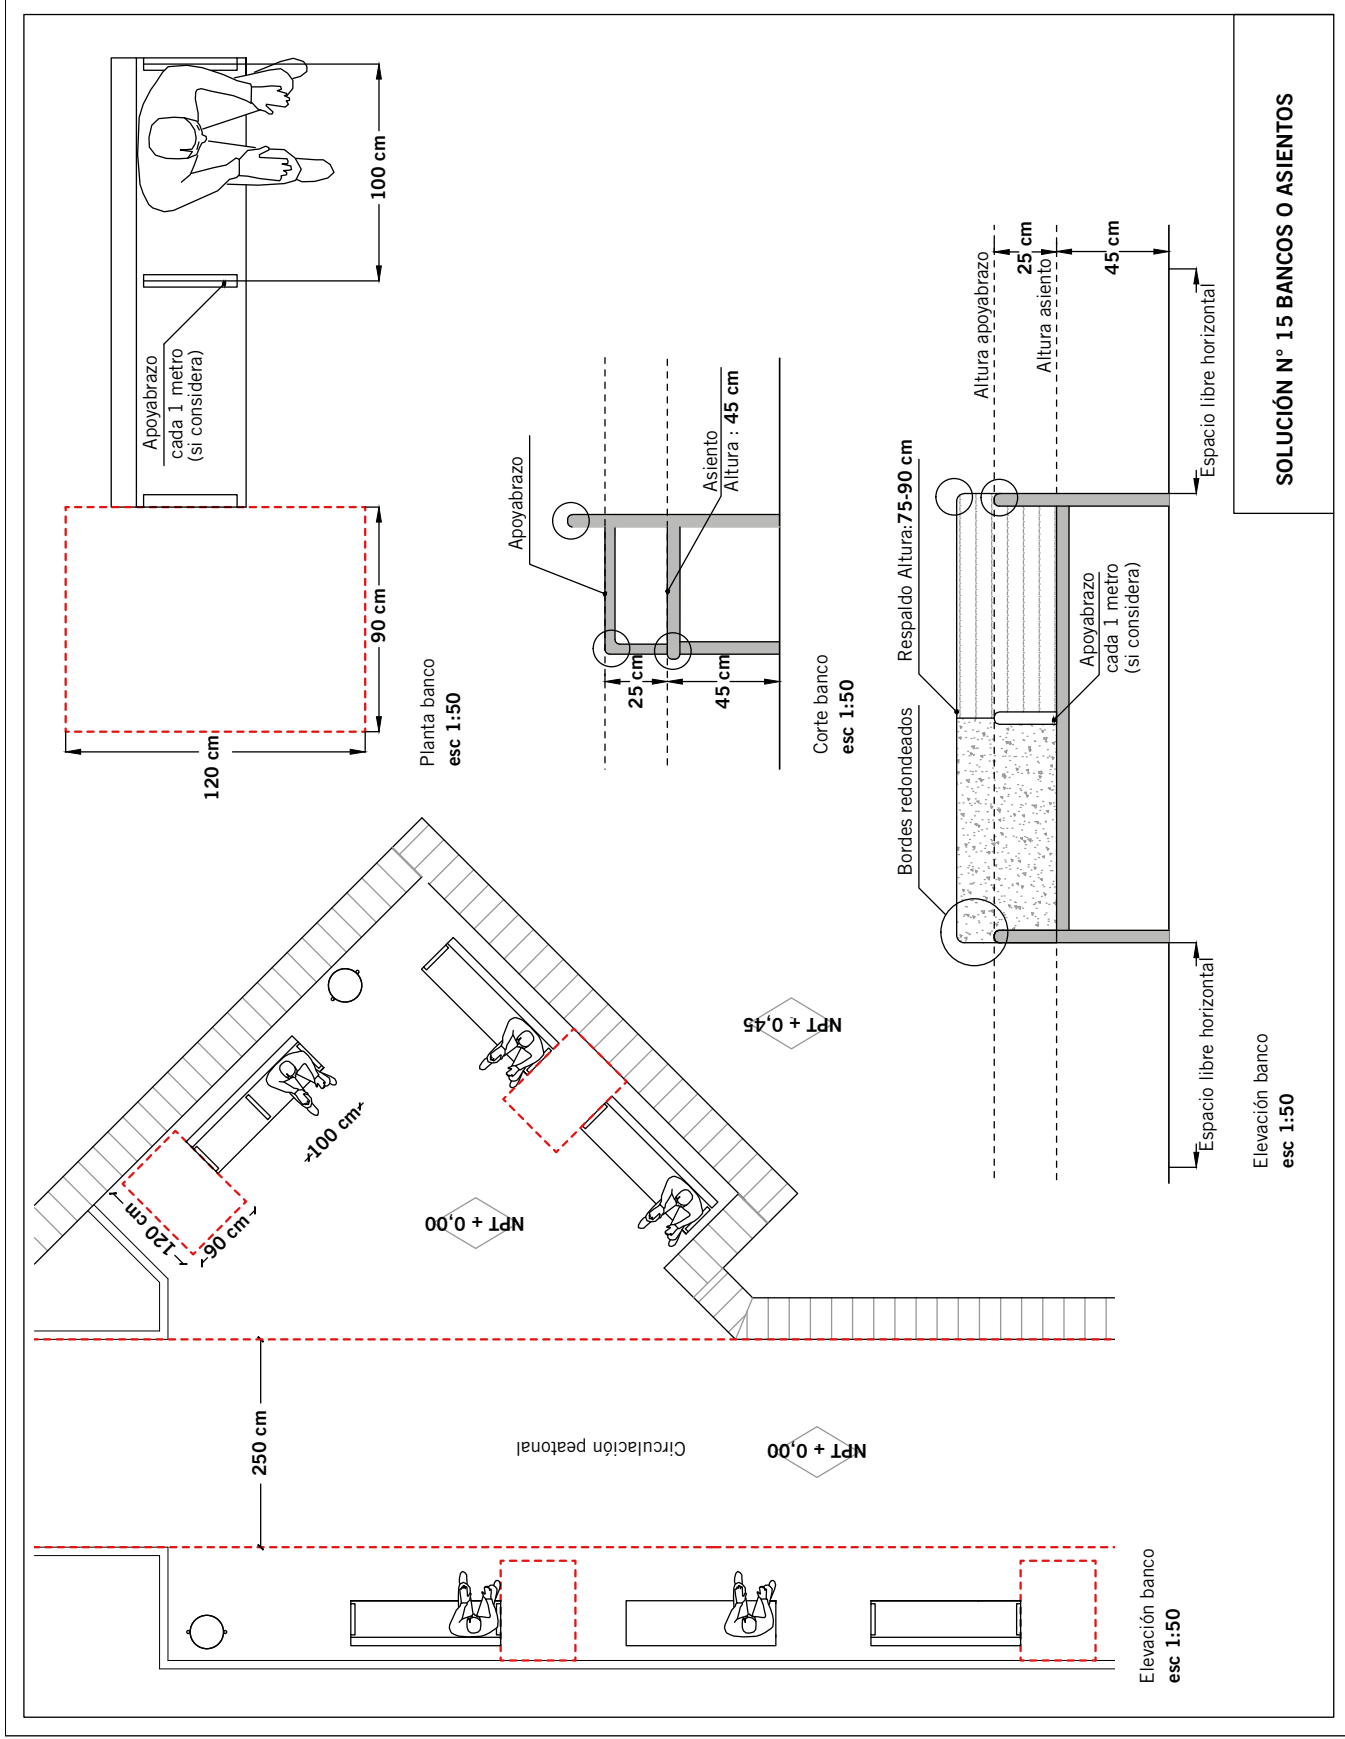 120 cm
90 cm
250 cm
100 cm
NPT ± 0,00
Circulación peatonal
NPT ± 0,00
NPT ± 0,45
Elevación banco
esc 1:50
120 cm
90 cm
Apoyabrazo
cada 1 metro
(si considera)
100 cm
Planta banco
esc 1:50
Apoyabrazo
Asiento
Altura : 45 cm
25 cm
45 cm
Corte banco
esc 1:50
Bordes redondeados
Respaldo Altura:75-90 cm
Altura apoyabrazo
Altura asiento
25 cm
45 cm
Apoyabrazo
cada 1 metro
(si considera)
Espacio libre horizontal
Espacio libre horizontal
Elevación banco
esc 1:50
SOLUCIÓN N° 15 BANCOS O ASIENTOS